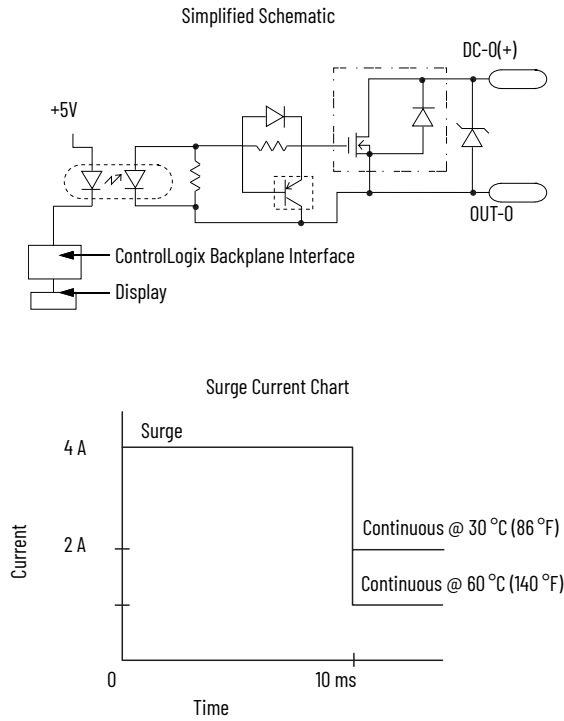 Simplified Schematic
DC-0(+)
+5V
OUT-0
ControlLogix Backplane Interface
Display
Surge Current Chart
Surge
4 A
Continuous @ 30 °C (86 °F)
2 A
Current
Continuous @ 60 °C (140 °F)
0
10 ms
Time